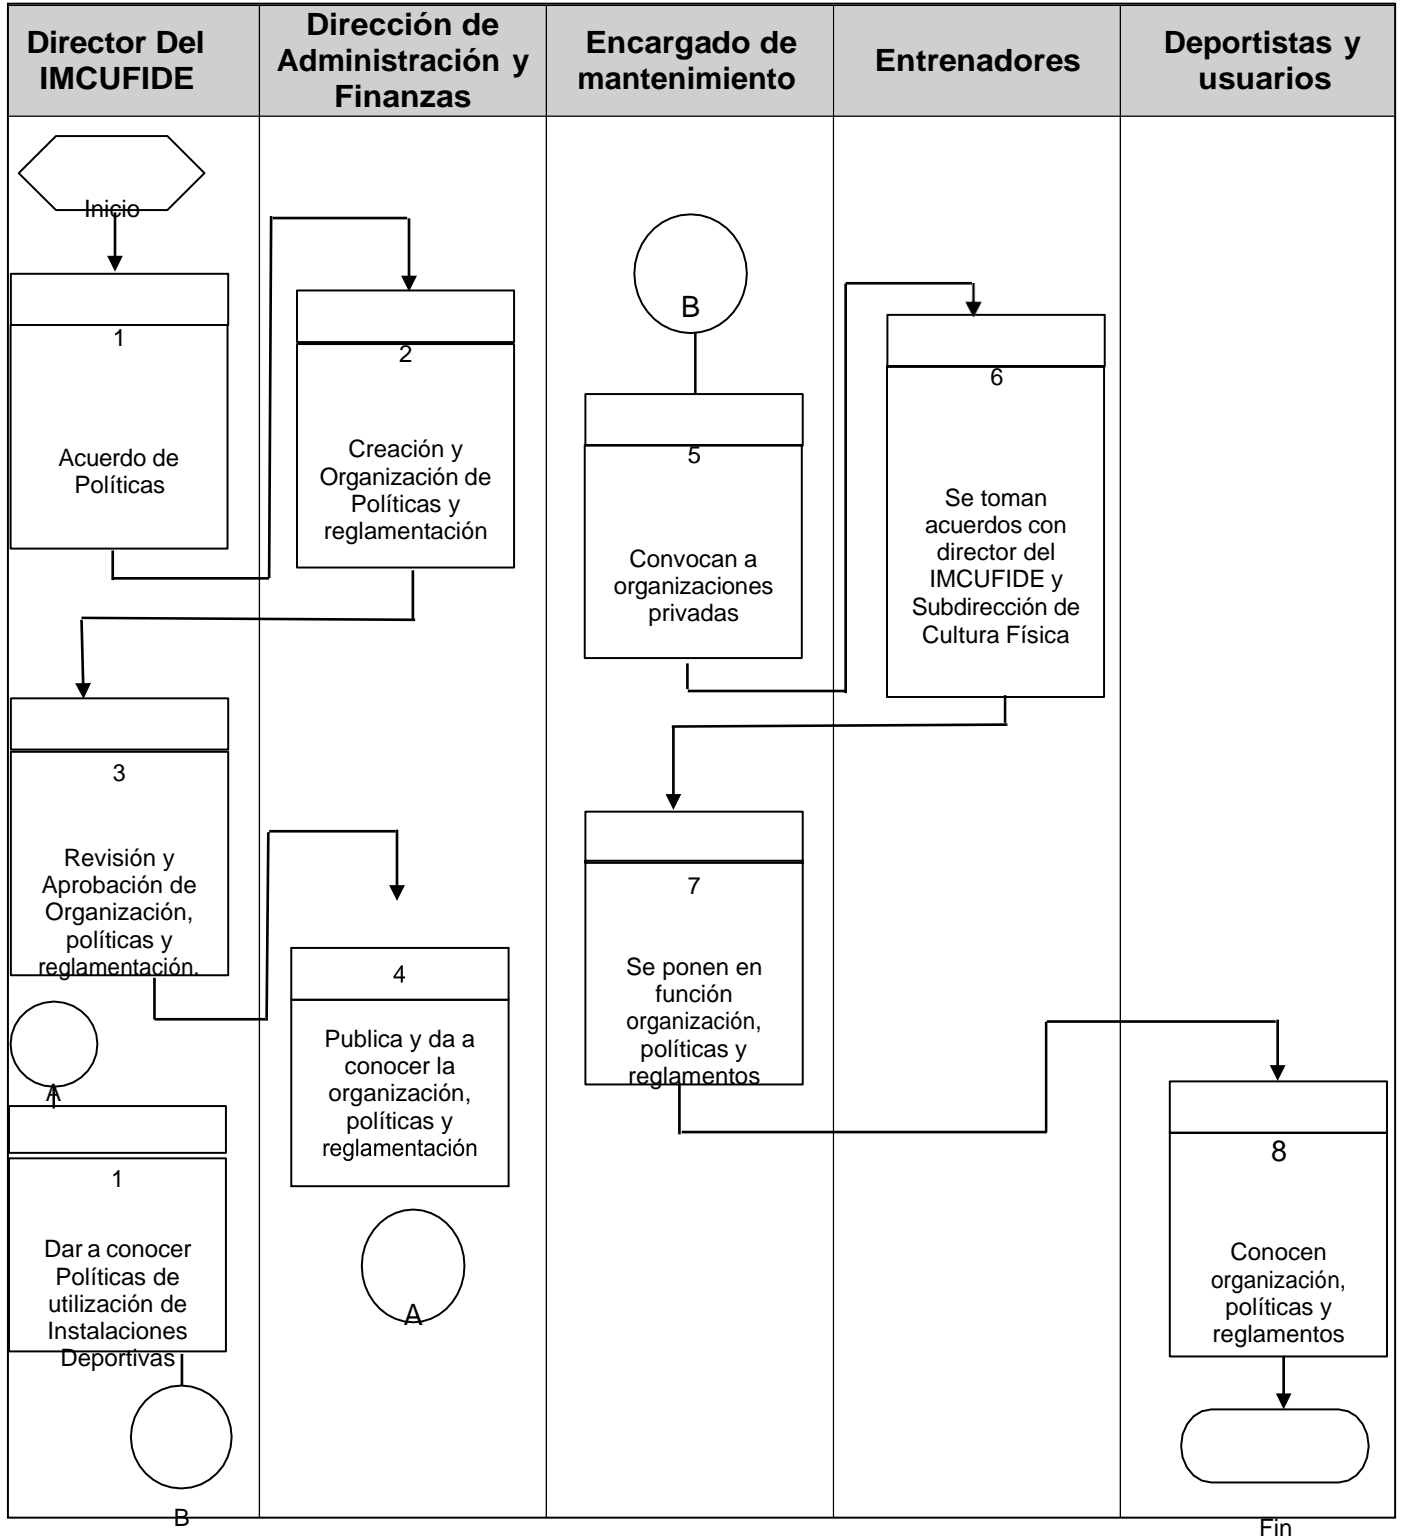 Director Del
IMCUFIDE
Dirección de
Administración y
Finanzas
Encargado de
mantenimiento
Entrenadores
Deportistas y
usuarios
Inicio
1
Acuerdo de
Políticas
2
Creación y
Organización de
Políticas y
reglamentación
3
Revisión y
Aprobación de
Organización,
políticas y
reglamentación.
4
Publica y da a
conocer la
organización,
políticas y
reglamentación
A
A
1
Dar a conocer
Políticas de
utilización de
Instalaciones
Deportivas
B
B
5
Convocan a
organizaciones
privadas
6
Se toman
acuerdos con
director del
IMCUFIDE y
Subdirección de
Cultura Física
7
Se ponen en
función
organización,
políticas y
reglamentos
8
Conocen
organización,
políticas y
reglamentos
Fin